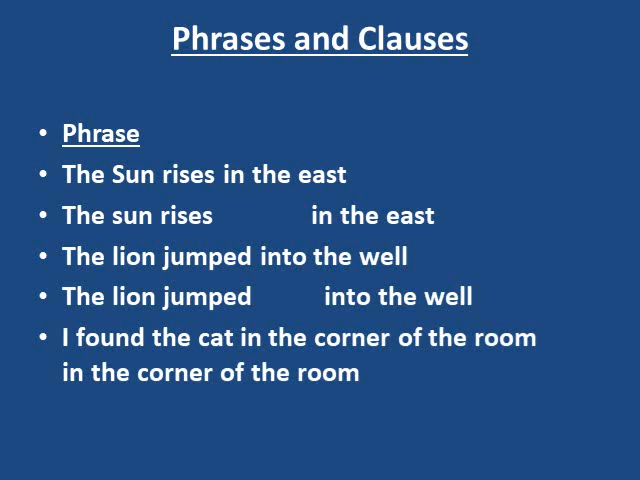 Phrases and Clauses
• Phrase
• The Sun rises in the east
• The sun rises in the east
• The lion jumped into the well
• The lion jumped into the well
• I found the cat in the corner of the room
in the corner of the room